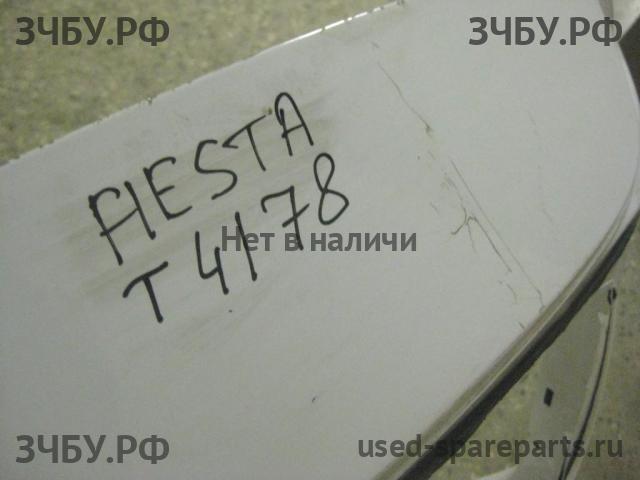 ЗЧБУ.РФ ЗЧБУ.РФ
FIESTA
T 4178
Нет в наличи
ЗЧБУ.РФ used-spareparts.ru